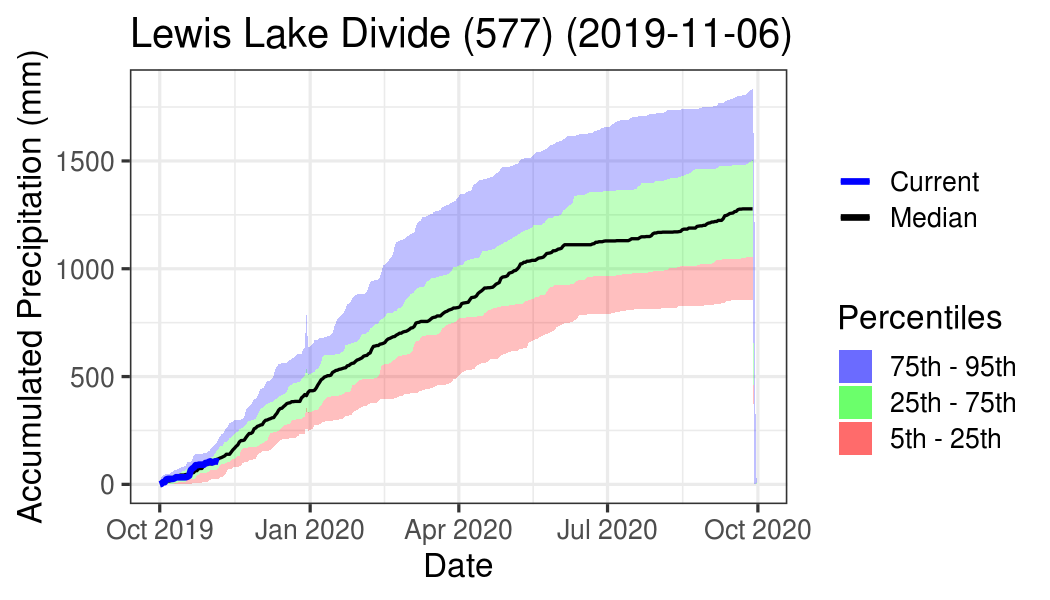 Lewis Lake Divide (577) (2019-11-06)
Accumulated Precipitation (mm)
1500
1000
500
0
Oct 2019
Jan 2020
Apr 2020
Jul 2020
Oct 2020
Date
Current
Median
Percentiles
75th - 95th
25th - 75th
5th - 25th